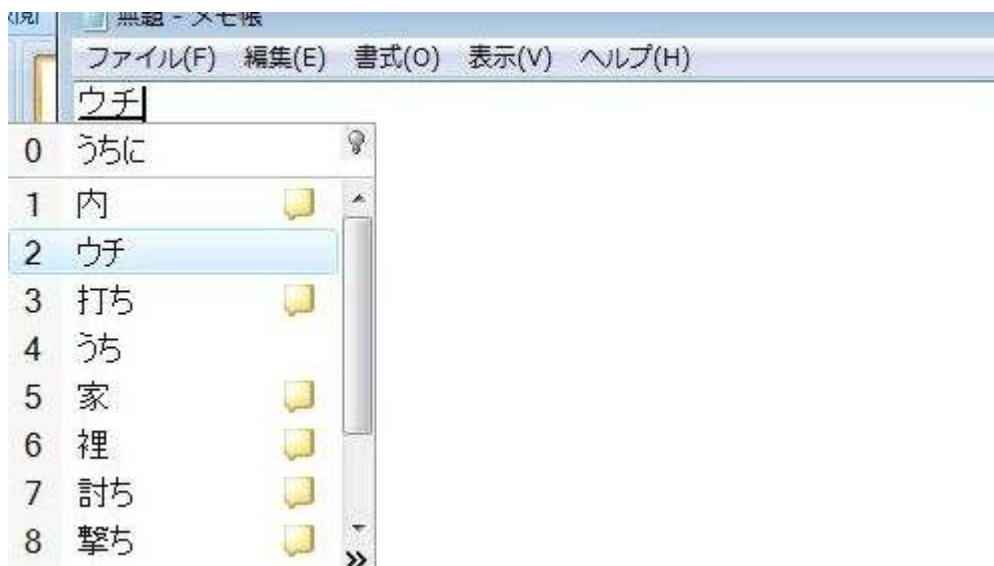 無題 - メモ帳
ファイル(F) 編集(E) 書式(O) 表示(V) ヘルプ(H)
ウチ
0 うちに
1 内
2 ウチ
3 打ち
4 うち
5 家
6 裡
7 討ち
8 撃ち